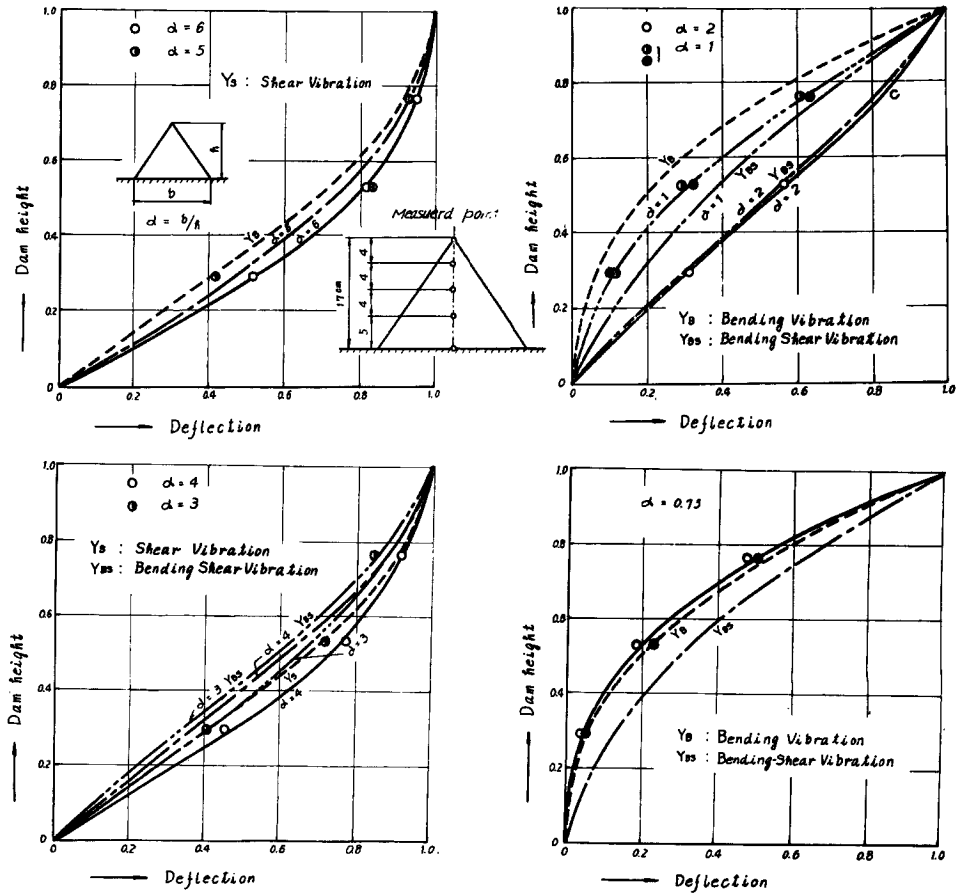 1.0
0.8
0.6
0.4
0.2
0
Dam height
α = 6
α = 5
Ys : Shear Vibration
h
b
α = b/h
YB
α = 6
Measuerd point
17cm
4
4
4
5
0
0.2
0.4
0.6
0.8
1.0
Deflection
1.0
0.8
0.6
0.4
0.2
0
Dam height
α = 2
α = 1
YB
α = 1
YBS
α = 1
YBS
α = 2
α = 2
YB : Bending Vibration
YBS : Bending Shear Vibration
0
0.2
0.4
0.6
0.8
1.0
Deflection
1.0
0.8
0.6
0.4
0.2
0
Dam height
α = 4
α = 3
Ys : Shear Vibration
YBS : Bending Shear Vibration
α = 4 YBS
α = 3 YBS
Ys
α = 3
α = 4
0
0.2
0.4
0.6
0.8
1.0.
Deflection
1.0
0.8
0.6
0.4
0.2
0
Dam height
α = 0.75
YB
YBS
YB : Bending Vibration
YBS : Bending-Shear Vibration
0
0.2
0.4
0.6
0.8
1.0
Deflection